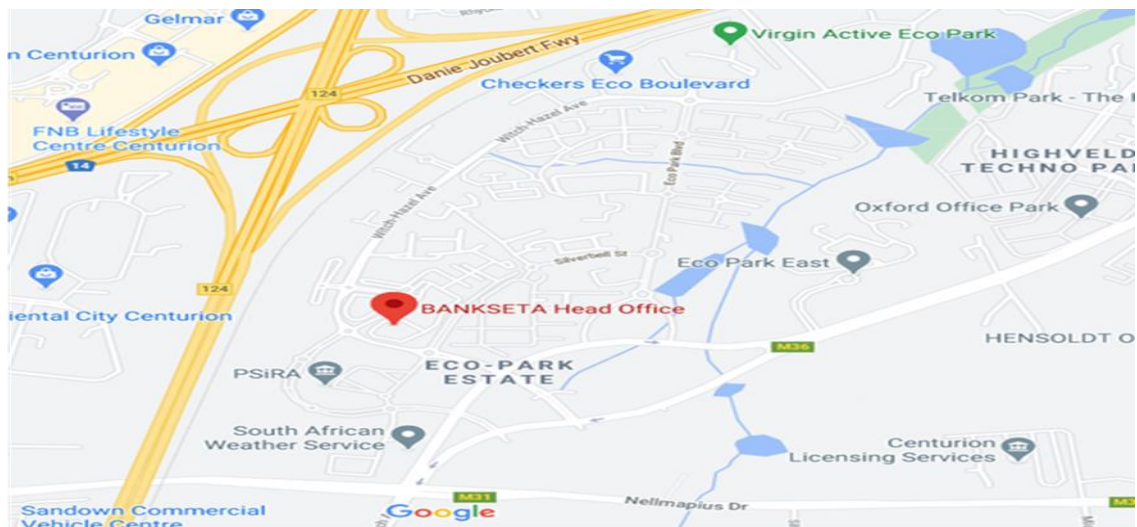 Gelmar
n Centurion
Danie Joubert Fwy
Virgin Active Eco Park
Checkers Eco Boulevard
124
FNB Lifestyle
Centre Centurion
14
Witch-Hazel Ave
Telkom Park - The
HIGHVELD
TECHNO PA
Eco Park Blvd
Witch-Hazel Ave
Oxford Office Park
Silverbell St
Eco Park East
124
iental City Centurion
BANKSETA Head Office
M36
HENSOLDT O
PSiRA
ECO-PARK
ESTATE
South African
Weather Service
Centurion
Licensing Services
M31
Nellmapius Dr
M3
Sandown Commercial
Vehicle Centre
Google